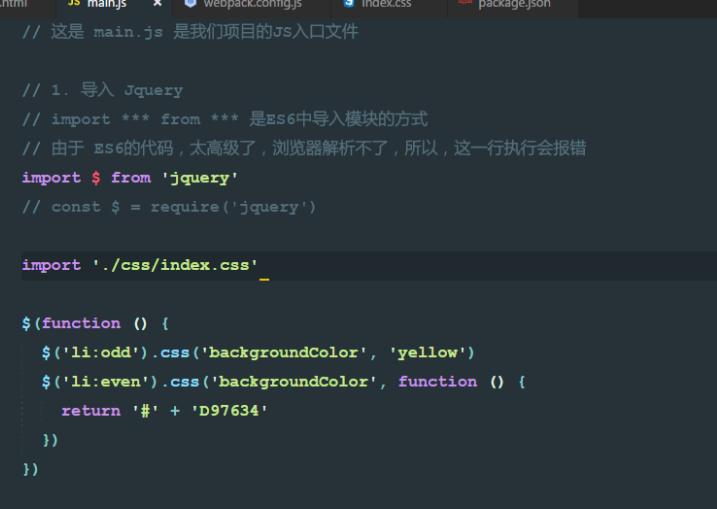 .html main.js × webpack.config.js index.css package.json
// 这是 main.js 是我们项目的JS入口文件
// 1. 导入 Jquery
// import *** from *** 是ES6中导入模块的方式
// 由于 ES6的代码，太高级了，浏览器解析不了，所以，这一行执行会报错
import $ from 'jquery'
// const $ = require('jquery')
import './css/index.css'
$(function () {
$('li:odd').css('backgroundColor', 'yellow')
$('li:even').css('backgroundColor', function () {
return '#' + 'D97634'
})
})